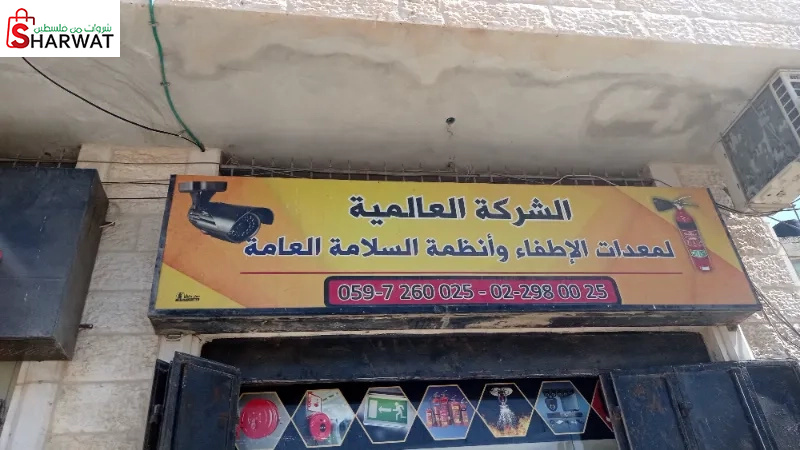 شروات من فلسطين
SHARWAT
الشركة العالمية
لمعدات الإطفاء وأنظمة السلامة العامة
059-7 260 025 - 02-298 00 25